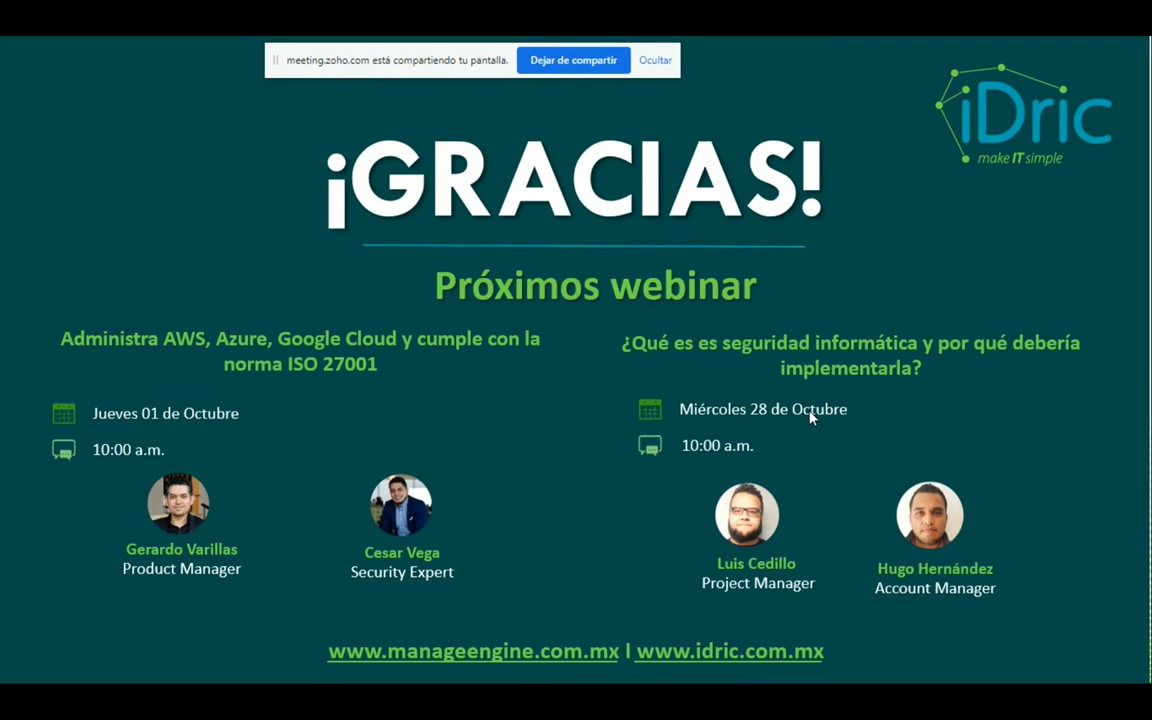 meeting.zoho.com está compartiendo tu pantalla.
Dejar de compartir
Ocultar
iDric
make IT simple
¡GRACIAS!
Próximos webinar
Administra AWS, Azure, Google Cloud y cumple con la
norma ISO 27001
Jueves 01 de Octubre
10:00 a.m.
Gerardo Varillas
Product Manager
Cesar Vega
Security Expert
¿Qué es es seguridad informática y por qué debería
implementarla?
Miércoles 28 de Octubre
10:00 a.m.
Luis Cedillo
Project Manager
Hugo Hernández
Account Manager
www.manageengine.com.mx I www.idric.com.mx